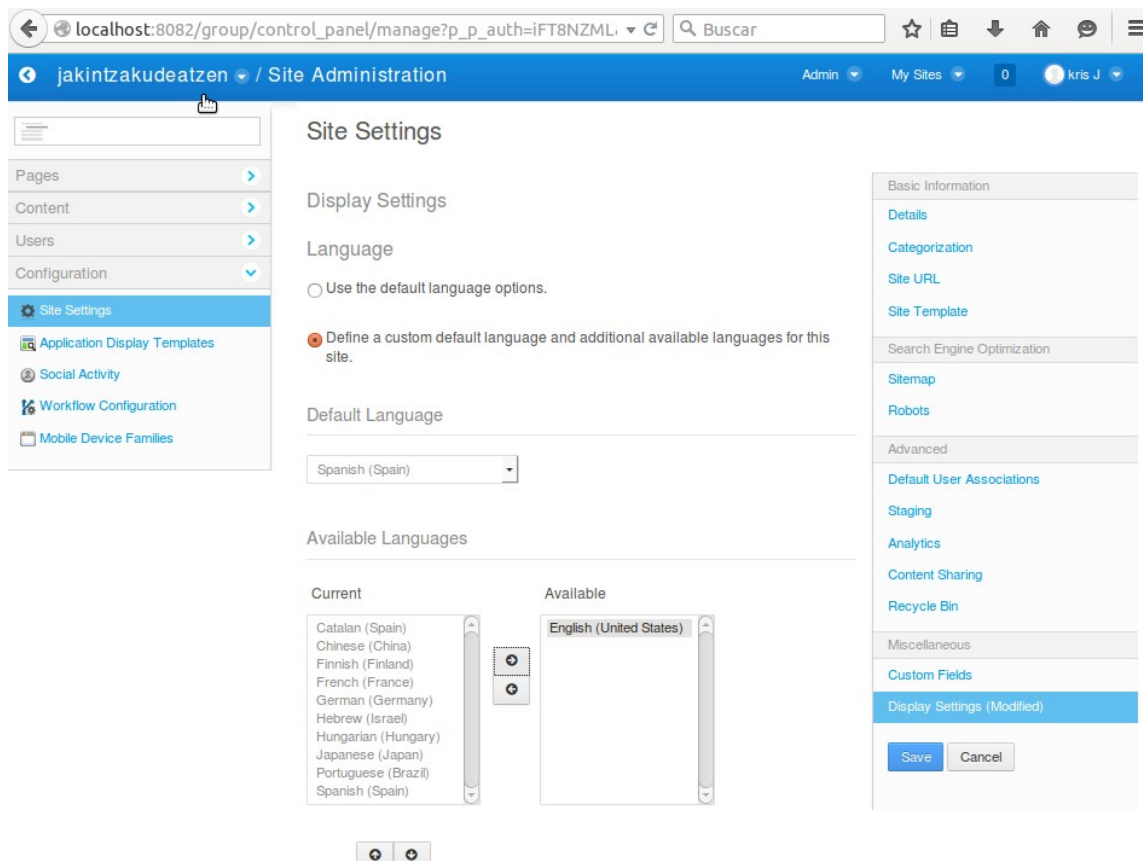 localhost:8082/group/control_panel/manage?p_p_auth=iFT8NZML
Buscar
jakintzakudeatzen / Site Administration
Admin
My Sites
0
kris J
Site Settings
Pages
Content
Users
Configuration
Site Settings
Application Display Templates
Social Activity
Workflow Configuration
Mobile Device Families
Display Settings
Language
Use the default language options.
Define a custom default language and additional available languages for this
site.
Default Language
Spanish (Spain)
Available Languages
Current
Available
Catalan (Spain)
Chinese (China)
Finnish (Finland)
French (France)
German (Germany)
Hebrew (Israel)
Hungarian (Hungary)
Japanese (Japan)
Portuguese (Brazil)
Spanish (Spain)
English (United States)
Basic Information
Details
Categorization
Site URL
Site Template
Search Engine Optimization
Sitemap
Robots
Advanced
Default User Associations
Staging
Analytics
Content Sharing
Recycle Bin
Miscellaneous
Custom Fields
Display Settings (Modified)
Save
Cancel